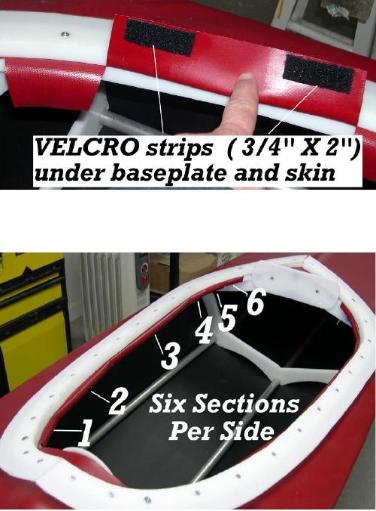 VELCRO strips ( 3/4" X 2")
under baseplate and skin
6
5
4
3
2
1
Six Sections
Per Side